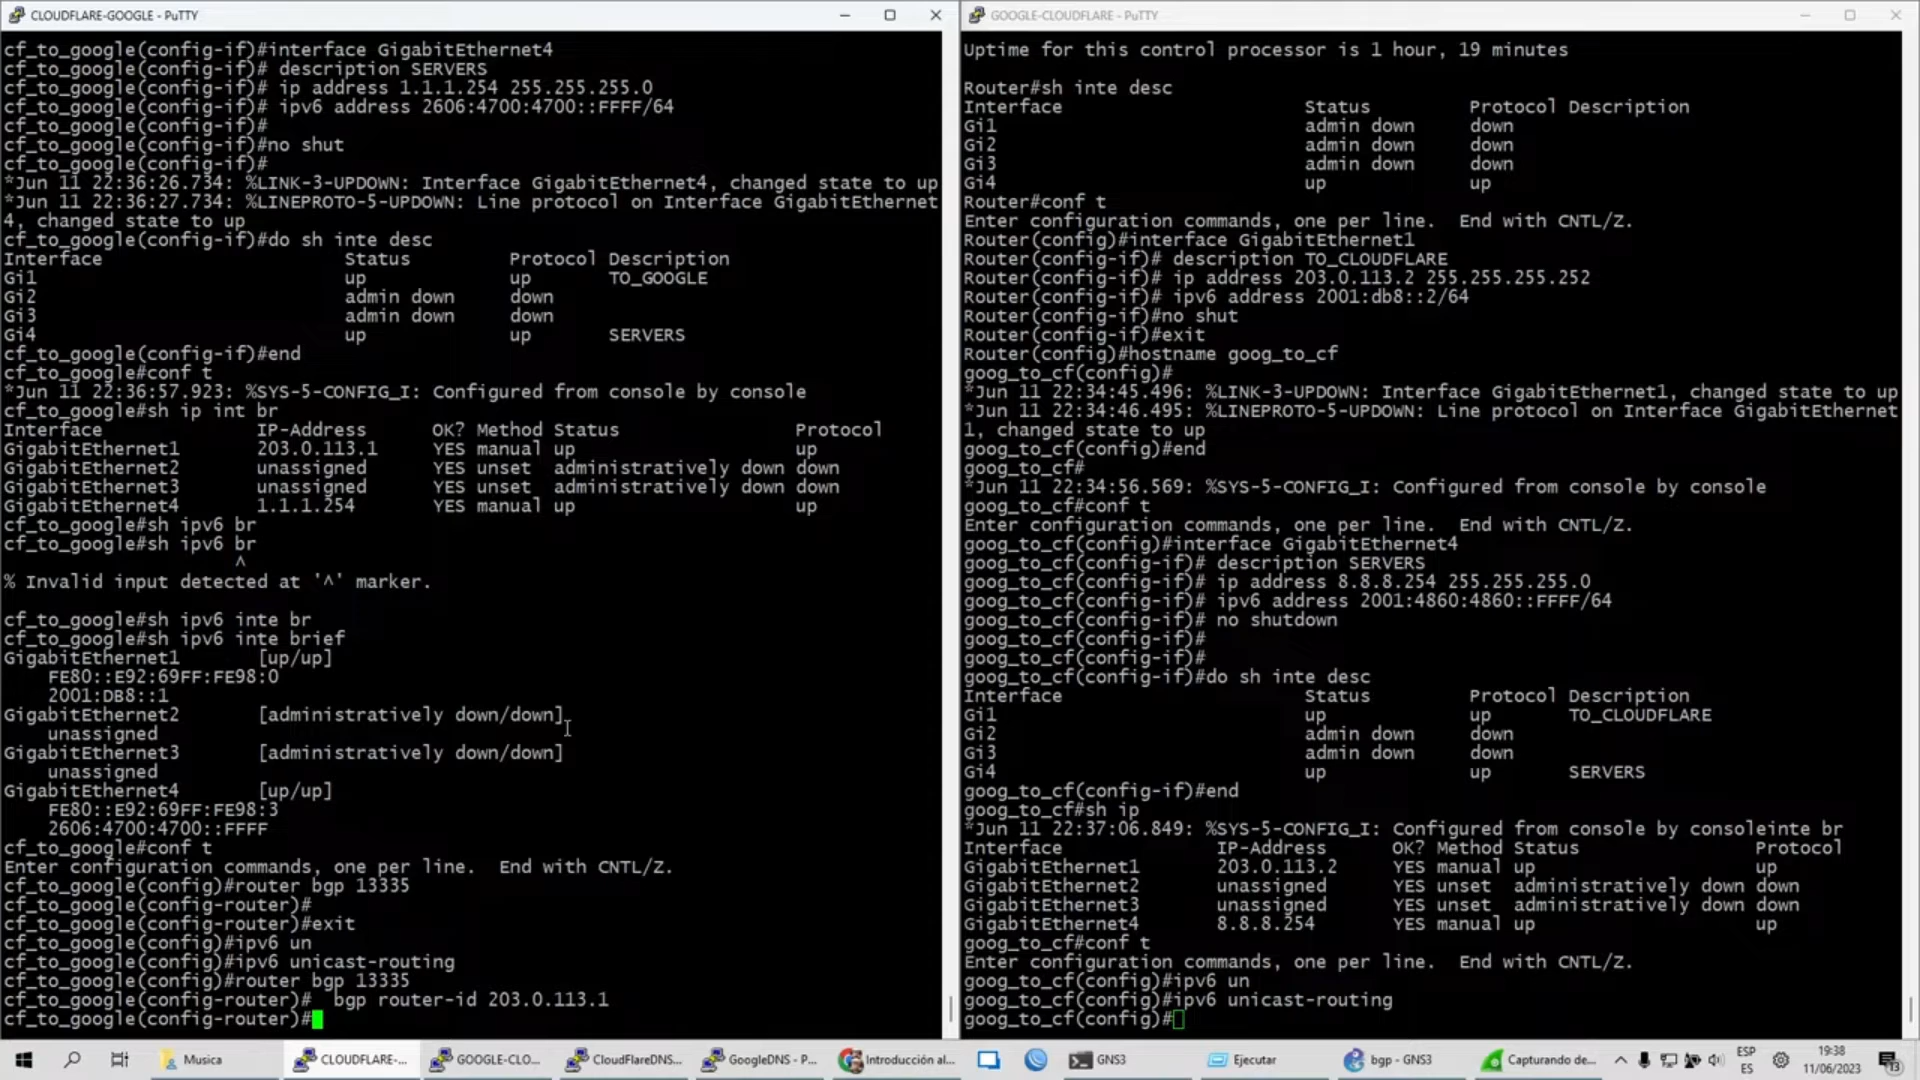 CLOUDFLARE-GOOGLE - PuTTY
cf_to_google(config-if)#interface GigabitEthernet4
cf_to_google(config-if)# description SERVERS
cf_to_google(config-if)# ip address 1.1.1.254 255.255.255.0
cf_to_google(config-if)# ipv6 address 2606:4700:4700::FFFF/64
cf_to_google(config-if)#
cf_to_google(config-if)#no shut
cf_to_google(config-if)#
*Jun 11 22:36:26.734: %LINK-3-UPDOWN: Interface GigabitEthernet4, changed state to up
*Jun 11 22:36:27.734: %LINEPROTO-5-UPDOWN: Line protocol on Interface GigabitEthernet
4, changed state to up
cf_to_google(config-if)#do sh inte desc
Interface Status Protocol Description
Gi1 up up TO_GOOGLE
Gi2 admin down down
Gi3 admin down down
Gi4 up up SERVERS
cf_to_google(config-if)#end
cf_to_google#conf t
*Jun 11 22:36:57.923: %SYS-5-CONFIG_I: Configured from console by console
cf_to_google#sh ip int br
Interface IP-Address OK? Method Status Protocol
GigabitEthernet1 203.0.113.1 YES manual up up
GigabitEthernet2 unassigned YES unset administratively down down
GigabitEthernet3 unassigned YES unset administratively down down
GigabitEthernet4 1.1.1.254 YES manual up up
cf_to_google#sh ipv6 br
cf_to_google#sh ipv6 br
^
% Invalid input detected at '^' marker.
cf_to_google#sh ipv6 inte br
cf_to_google#sh ipv6 inte brief
GigabitEthernet1 [up/up]
FE80::E92:69FF:FE98:0
2001:DB8::1
GigabitEthernet2 [administratively down/down]
unassigned
GigabitEthernet3 [administratively down/down]
unassigned
GigabitEthernet4 [up/up]
FE80::E92:69FF:FE98:3
2606:4700:4700::FFFF
cf_to_google#conf t
Enter configuration commands, one per line. End with CNTL/Z.
cf_to_google(config)#router bgp 13335
cf_to_google(config-router)#
cf_to_google(config-router)#exit
cf_to_google(config)#ipv6 un
cf_to_google(config)#ipv6 unicast-routing
cf_to_google(config)#router bgp 13335
cf_to_google(config-router)# bgp router-id 203.0.113.1
cf_to_google(config-router)#
GOOGLE-CLOUDFLARE - PuTTY
Uptime for this control processor is 1 hour, 19 minutes
Router#sh inte desc
Interface Status Protocol Description
Gi1 admin down down
Gi2 admin down down
Gi3 admin down down
Gi4 up up
Router#conf t
Enter configuration commands, one per line. End with CNTL/Z.
Router(config)#interface GigabitEthernet1
Router(config-if)# description TO_CLOUDFLARE
Router(config-if)# ip address 203.0.113.2 255.255.255.252
Router(config-if)# ipv6 address 2001:db8::2/64
Router(config-if)#no shut
Router(config-if)#exit
Router(config)#hostname goog_to_cf
goog_to_cf(config)#
*Jun 11 22:34:45.496: %LINK-3-UPDOWN: Interface GigabitEthernet1, changed state to up
*Jun 11 22:34:46.495: %LINEPROTO-5-UPDOWN: Line protocol on Interface GigabitEthernet
1, changed state to up
goog_to_cf(config)#end
goog_to_cf#
*Jun 11 22:34:56.569: %SYS-5-CONFIG_I: Configured from console by console
goog_to_cf#conf t
Enter configuration commands, one per line. End with CNTL/Z.
goog_to_cf(config)#interface GigabitEthernet4
goog_to_cf(config-if)# description SERVERS
goog_to_cf(config-if)# ip address 8.8.8.254 255.255.255.0
goog_to_cf(config-if)# ipv6 address 2001:4860:4860::FFFF/64
goog_to_cf(config-if)# no shutdown
goog_to_cf(config-if)#
goog_to_cf(config-if)#
goog_to_cf(config-if)#do sh inte desc
Interface Status Protocol Description
Gi1 up up TO_CLOUDFLARE
Gi2 admin down down
Gi3 admin down down
Gi4 up up SERVERS
goog_to_cf(config-if)#end
goog_to_cf#sh ip
*Jun 11 22:37:06.849: %SYS-5-CONFIG_I: Configured from console by consoleinte br
Interface IP-Address OK? Method Status Protocol
GigabitEthernet1 203.0.113.2 YES manual up up
GigabitEthernet2 unassigned YES unset administratively down down
GigabitEthernet3 unassigned YES unset administratively down down
GigabitEthernet4 8.8.8.254 YES manual up up
goog_to_cf#conf t
Enter configuration commands, one per line. End with CNTL/Z.
goog_to_cf(config)#ipv6 un
goog_to_cf(config)#ipv6 unicast-routing
goog_to_cf(config)#
Musica CLOUDFLARE-... GOOGLE-CLO... CloudFlareDNS... GoogleDNS - P... Introducción al... GNS3 Ejecutar bgp - GNS3 Capturando de... ESP ES 19:38 11/06/2023 13